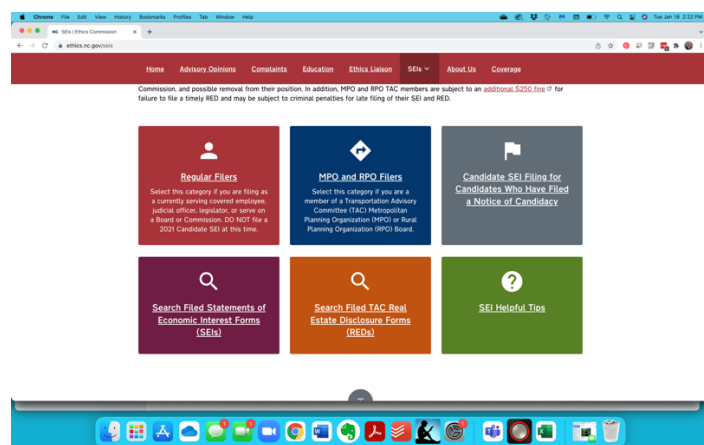 Chrome File Edit View History Bookmarks Profiles Tab Window Help Tue Jan 18 2:23 PM
SEIs | Ethics Commission
ethics.nc.gov/seis
Home Advisory Opinions Complaints Education Ethics Liaison SEIs About Us Coverage
Commission, and possible removal from their position. In addition, MPO and RPO TAC members are subject to an additional $250 fine for
failure to file a timely RED and may be subject to criminal penalties for late filing of their SEI and
RED.
Regular Filers
Select this category if you are filing as
a currently serving covered employee,
judicial officer, legislator, or serve on
a Board or Commission. DO NOT file a
2021 Candidate SEI at this time.
MPO and RPO Filers
Select this category if you are a
member of a Transportation Advisory
Committee (TAC) Metropolitan
Planning Organization (MPO) or Rural
Planning Organization (RPO) Board.
Candidate SEI Filing for
Candidates Who Have Filed
a Notice of Candidacy
Search Filed Statements of
Economic Interest Forms
(SEIs)
Search Filed TAC Real
Estate Disclosure Forms
(REDs)
SEI Helpful Tips